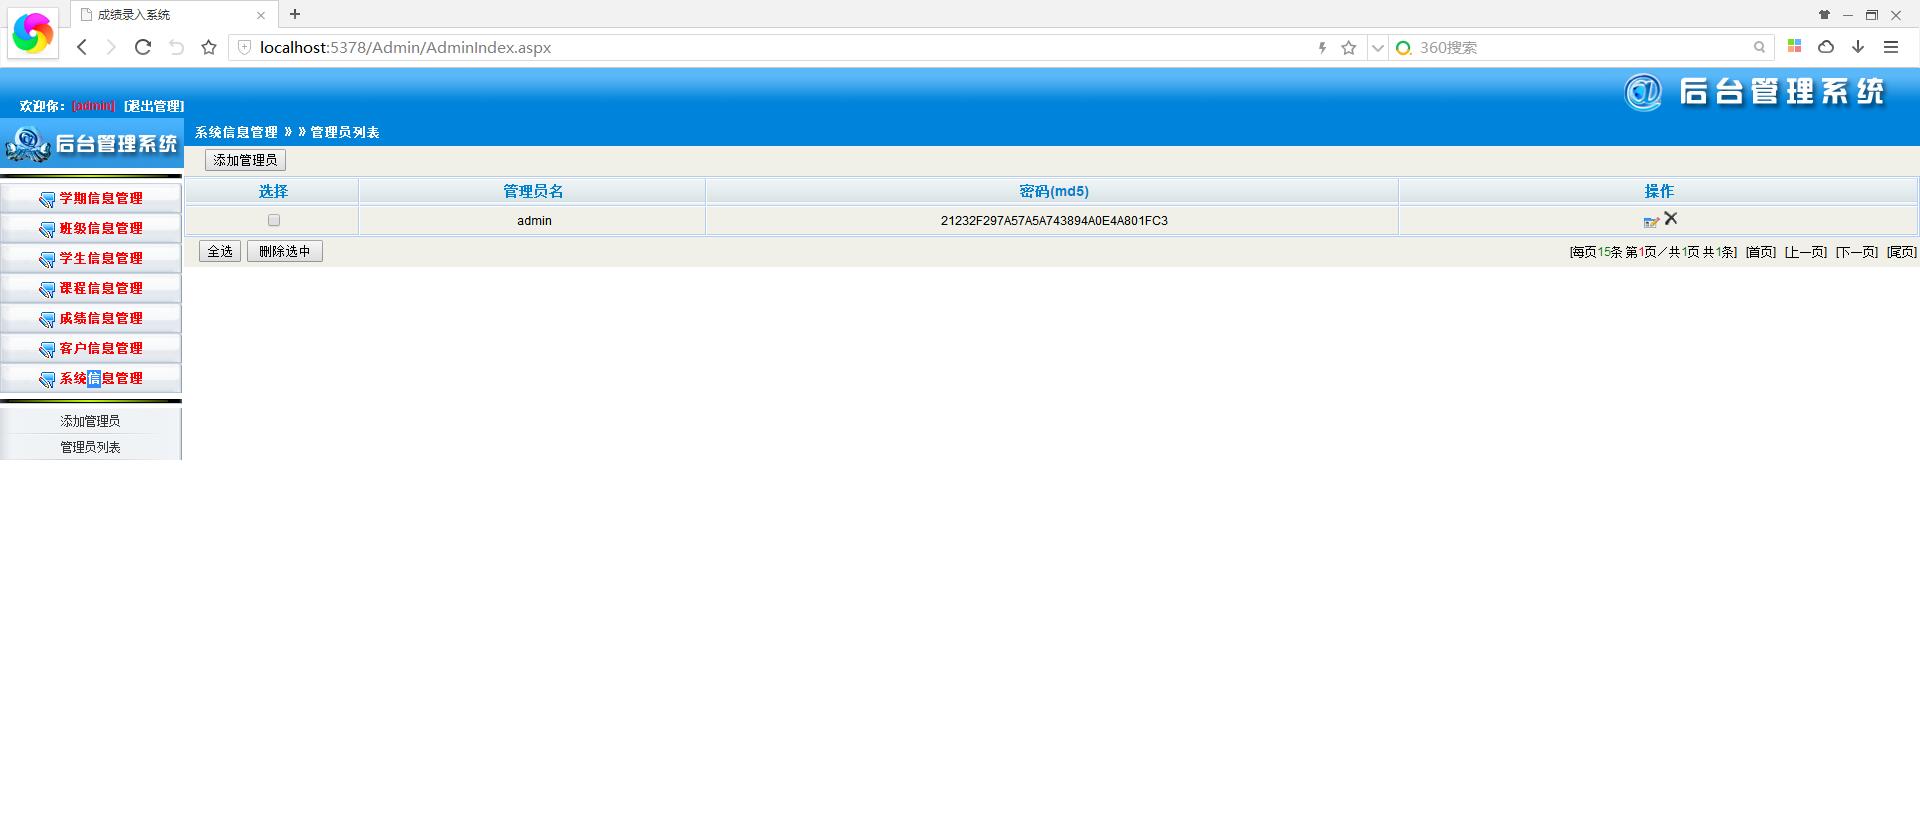 成绩录入系统
localhost:5378/Admin/AdminIndex.aspx
360搜索
后台管理系统
欢迎你: [admin] [退出管理]
后台管理系统
系统信息管理 》》管理员列表
添加管理员
选择 管理员名 密码(md5) 操作
admin 21232F297A57A5A743894A0E4A801FC3
全选 删除选中 [每页15条 第1页／共1页 共1条] [首页] [上一页] [下一页] [尾页]
学期信息管理
班级信息管理
学生信息管理
课程信息管理
成绩信息管理
客户信息管理
系统信息管理
添加管理员
管理员列表